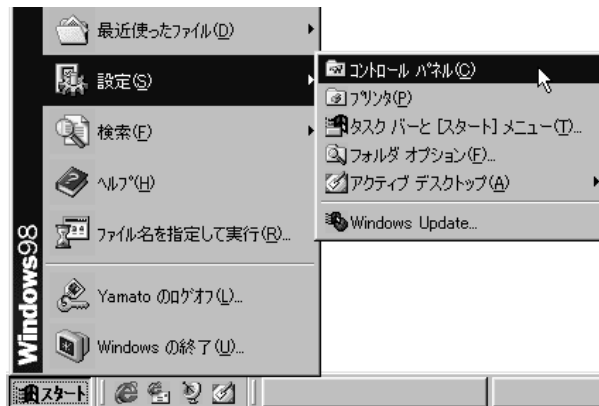 最近使ったファイル(D)
設定(S)
検索(F)
ヘルプ(H)
ファイル名を指定して実行(R)...
Yamato のログオフ(L)...
Windows の終了(U)...
コントロール パネル(C)
プリンタ(P)
タスク バーと [スタート] メニュー(T)...
フォルダ オプション(F)...
アクティブ デスクトップ(A)
Windows Update...
Windows98
スタート